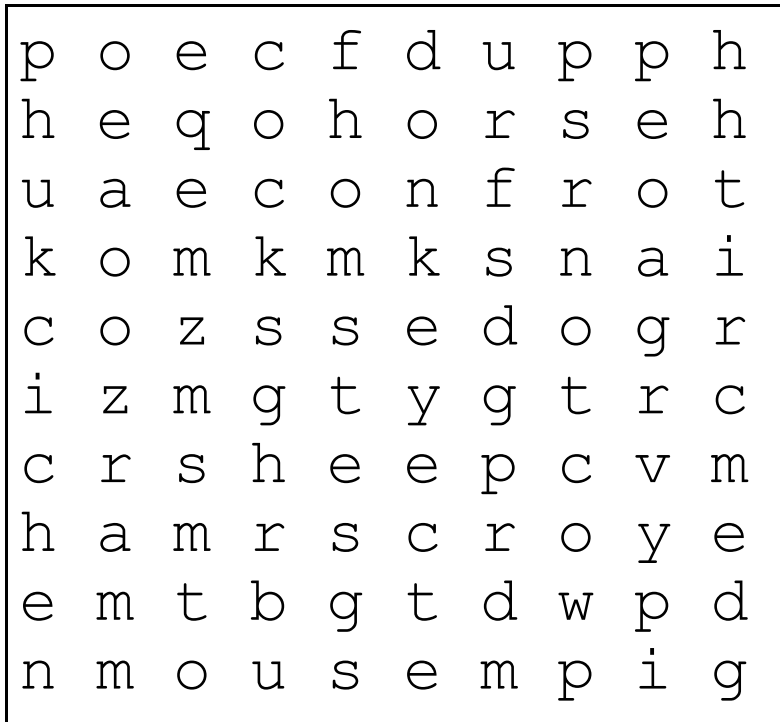 p o e c f d u p p h
h e q o h o r s e h
u a e c o n f r o t
k o m k m k s n a i
c o z s s e d o g r
i z m g t y g t r c
c r s h e e p c v m
h a m r s c r o y e
e m t b g t d w p d
n m o u s e m p i g